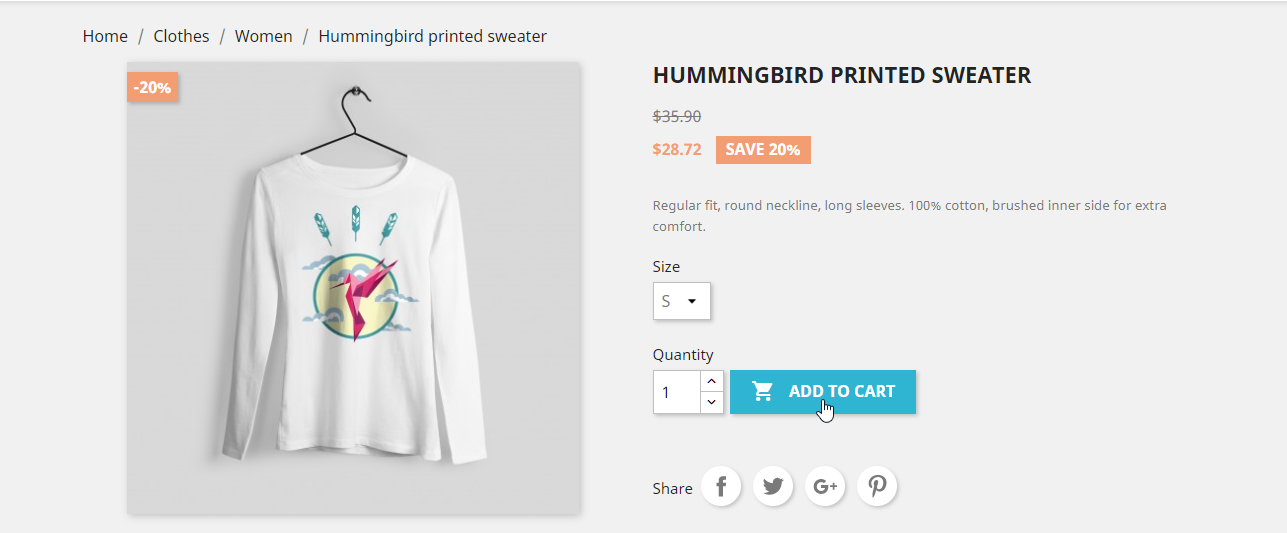 Home / Clothes / Women / Hummingbird printed sweater
-20%
HUMMINGBIRD PRINTED SWEATER
$35.90
$28.72 SAVE 20%
Regular fit, round neckline, long sleeves. 100% cotton, brushed inner side for extra
comfort.
Size
S
Quantity
1 ADD TO CART
Share f G+